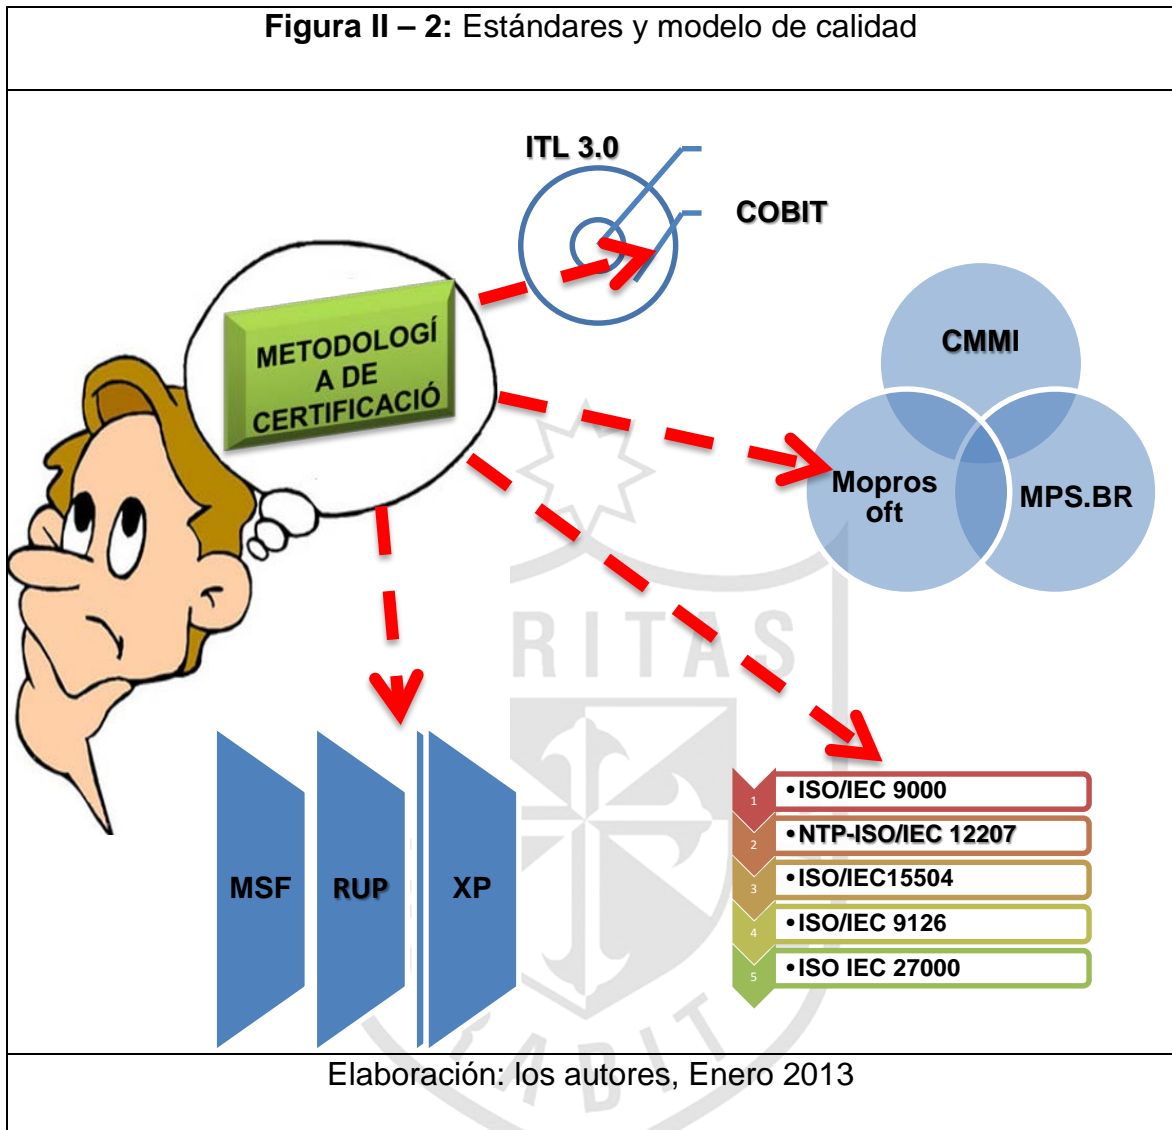 Figura II – 2: Estándares y modelo de calidad
ITL 3.0
COBIT
METODOLOGÍ
A DE
CERTIFICACIÓ
CMMI
Mopros
oft
MPS.BR
RITAS
MSF
RUP
XP
1
•ISO/IEC 9000
2
•NTP-ISO/IEC 12207
3
•ISO/IEC15504
4
•ISO/IEC 9126
5
•ISO IEC 27000
LABIT
Elaboración: los autores, Enero 2013